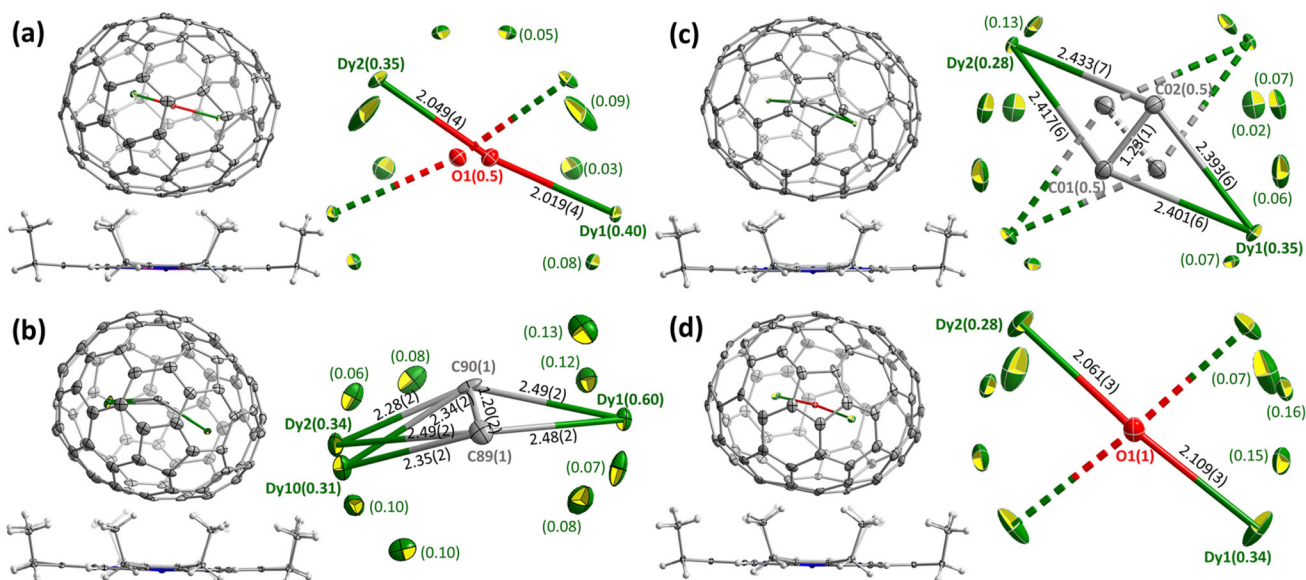 (a)
(0.05)
Dy2(0.35)
2.049(4)
(0.09)
(0.03)
O1(0.5)
2.019(4)
Dy1(0.40)
(0.08)
(b)
(0.13)
(0.12)
(0.08)
(0.06)
C90(1)
2.49(2)
Dy1(0.60)
2.28(2)
2.34(2)
1.20(2)
Dy2(0.34)
2.49(2)
2.48(2)
2.35(2)
C89(1)
(0.07)
Dy10(0.31)
(0.10)
(0.08)
(0.10)
(c)
(0.13)
2.433(7)
Dy2(0.28)
(0.07)
C02(0.5)
2.417(6)
(0.02)
1.23(1)
2.393(6)
C01(0.5)
(0.06)
2.401(6)
Dy1(0.35)
(0.07)
(d)
Dy2(0.28)
2.061(3)
(0.07)
(0.16)
O1(1)
(0.15)
2.109(3)
Dy1(0.34)